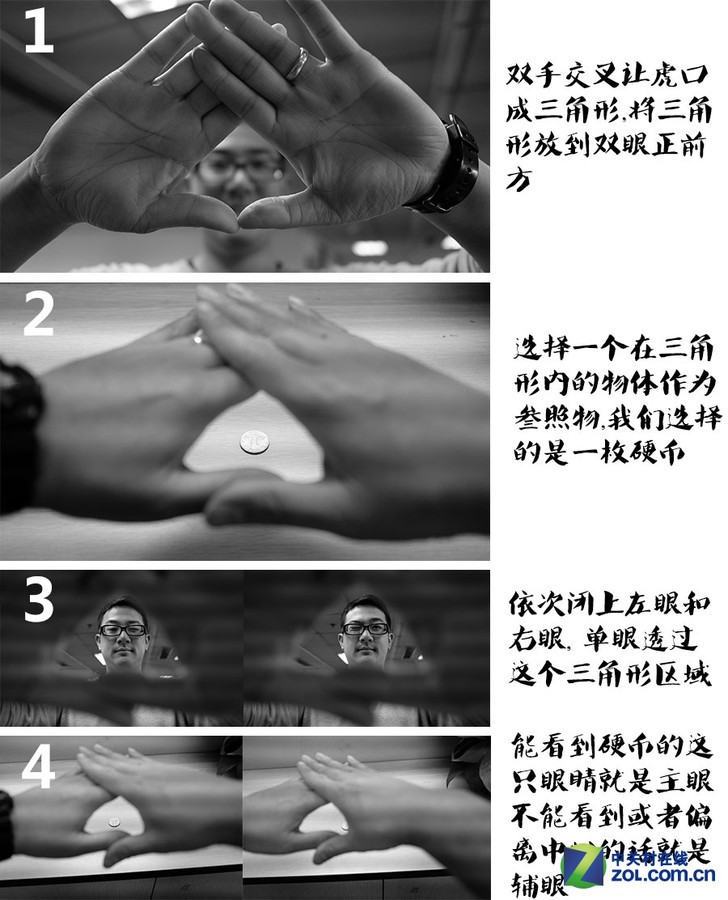 1
双手交叉让虎口
成三角形,将三角
形放到双眼正前
方
2
选择一个在三角
形内的物体作为
叁照物,我们选择
的是一枚硬币
3
依次闭上左眼和
右眼, 单眼透过
这个三角形区域
4
能看到硬币的这
只眼睛就是主眼
不能看到或者偏
离中 的话就是
辅眼
中关村在线
ZOL.com.cn